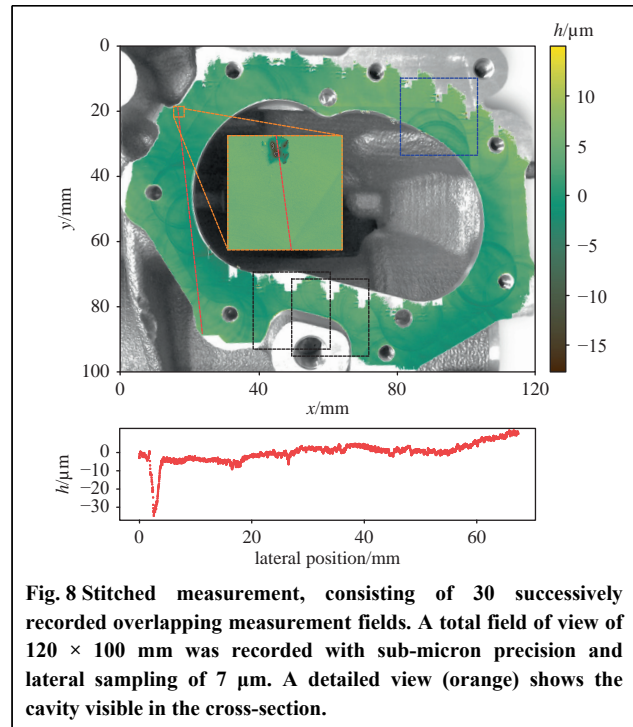 h/µm
0
20
40
60
80
100
y/mm
0
40
60
80
120
x/mm
10
5
0
−5
−10
−15
0
−10
−20
−30
h/µm
0
20
40
60
lateral position/mm
Fig. 8 Stitched measurement, consisting of 30 successively
recorded overlapping measurement fields. A total field of view of
120 × 100 mm was recorded with sub-micron precision and
lateral sampling of 7 µm. A detailed view (orange) shows the
cavity visible in the cross-section.